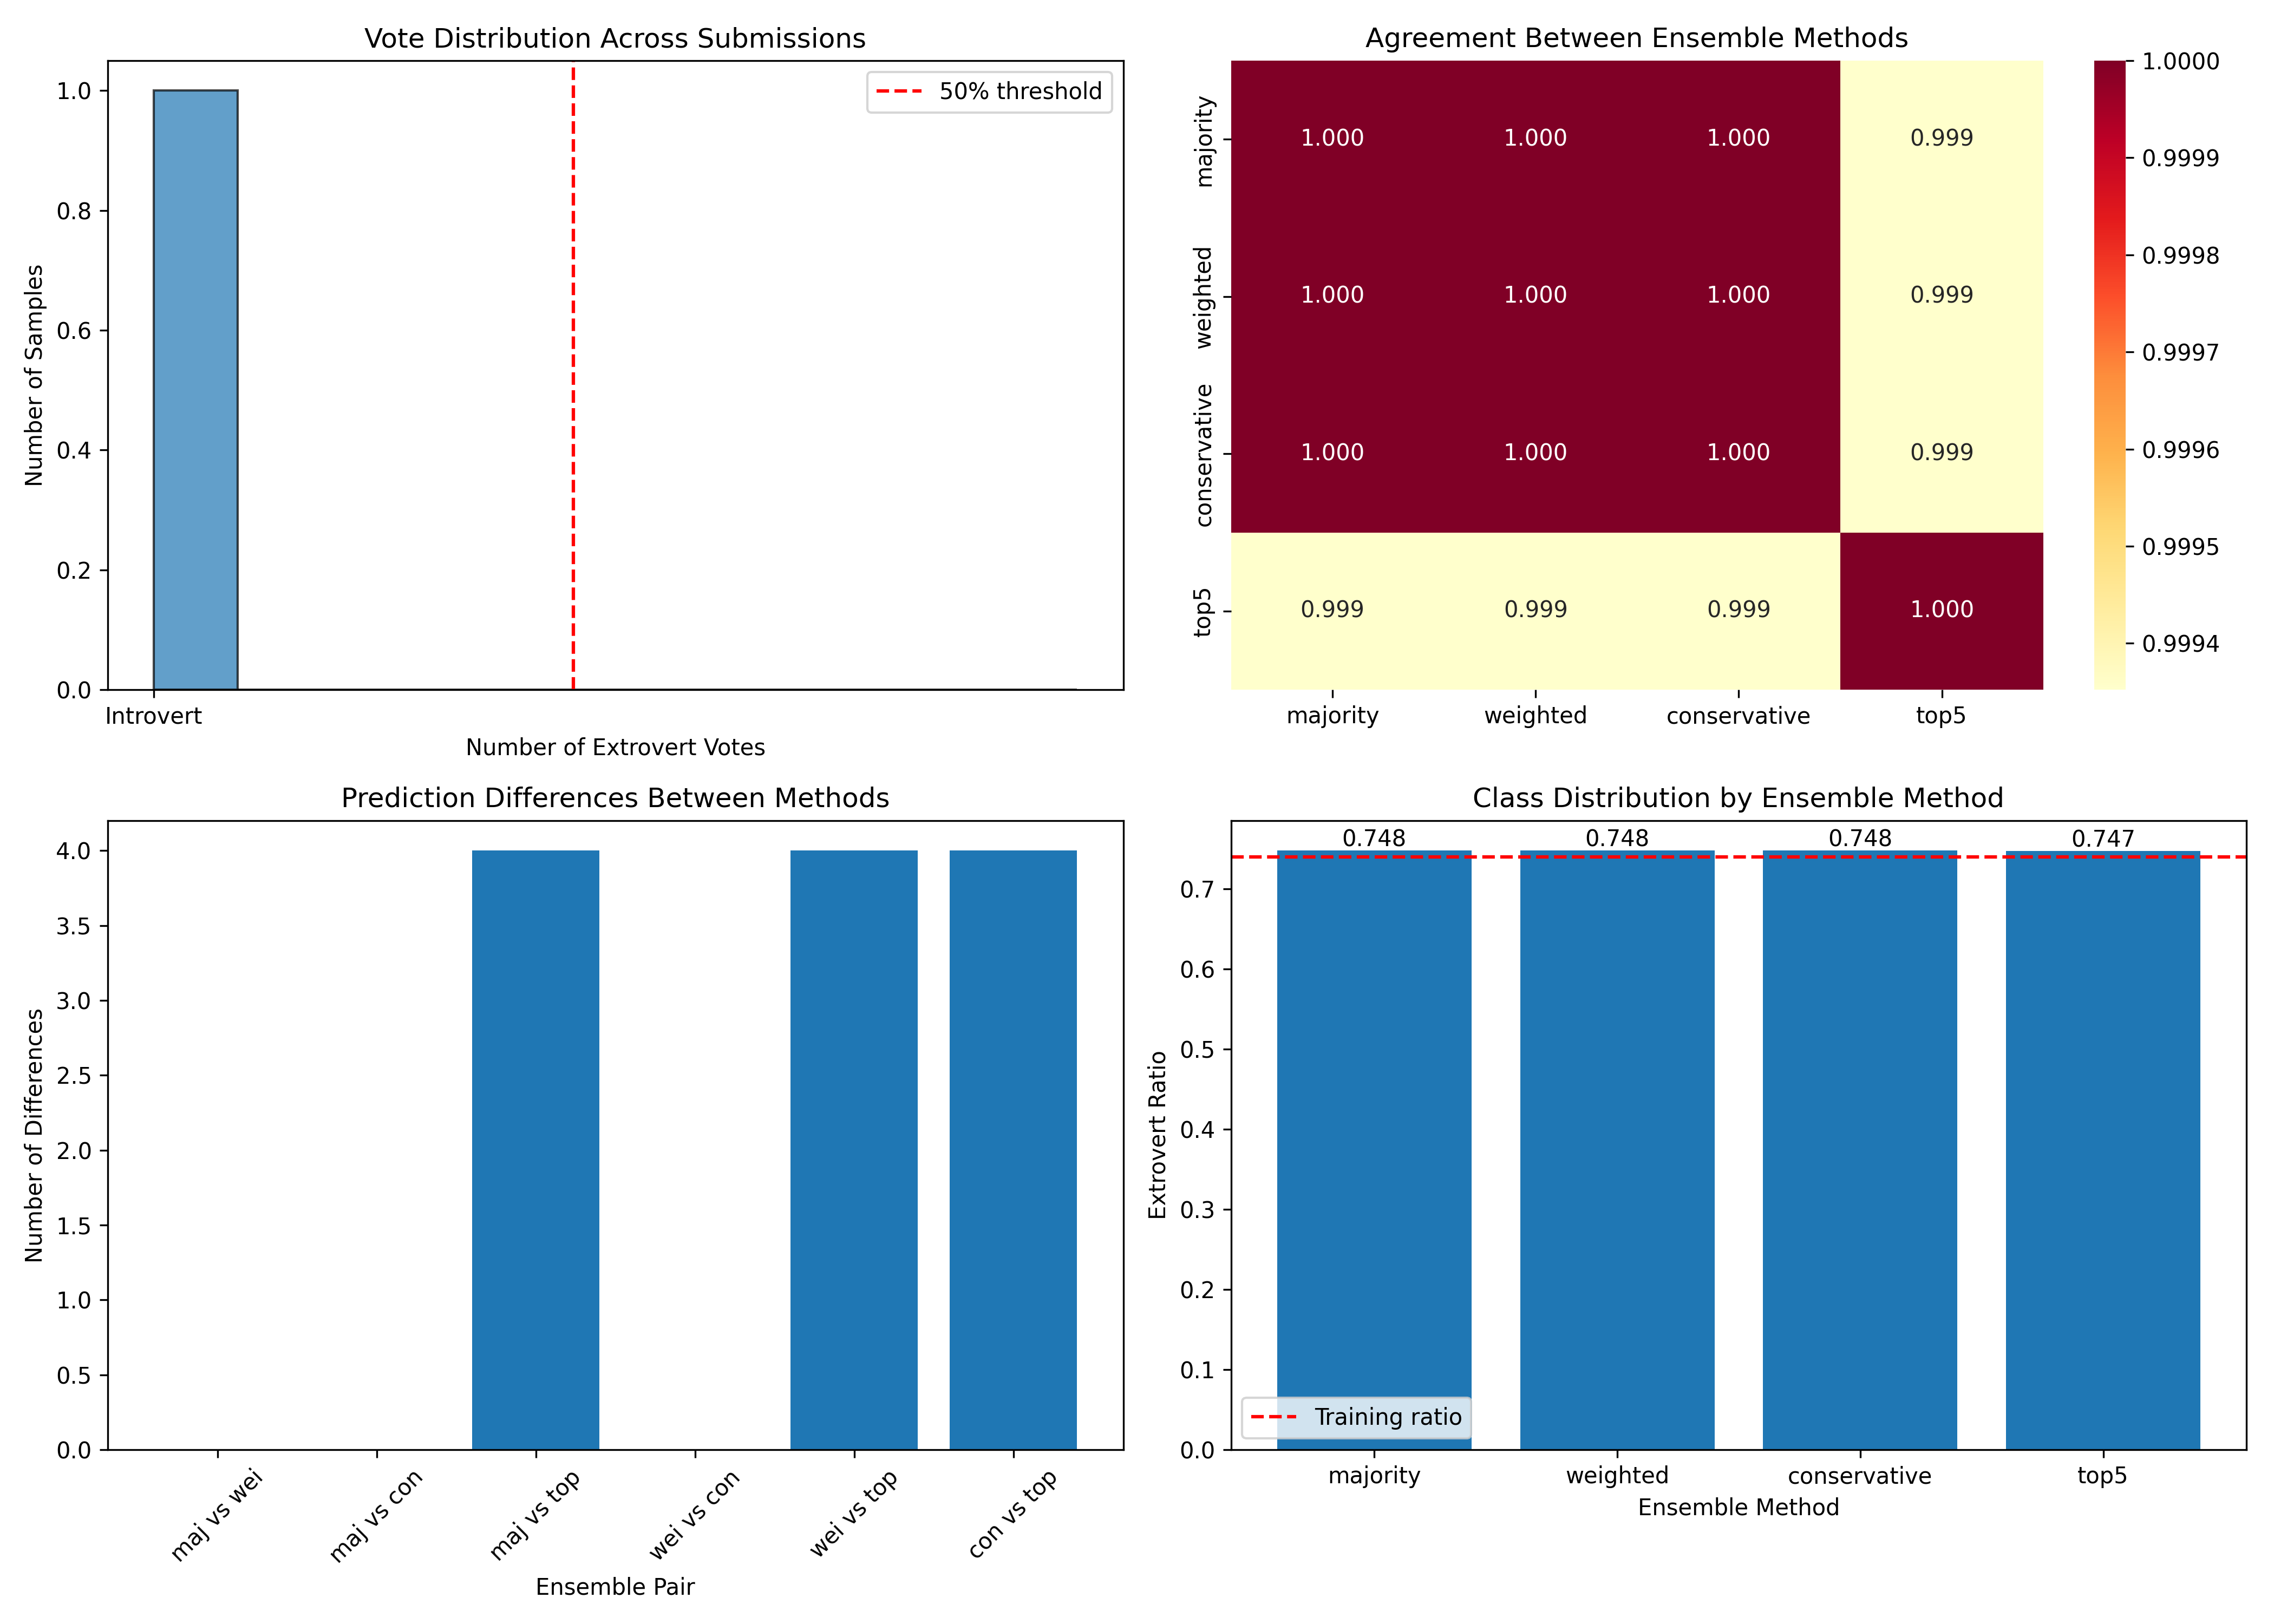 Vote Distribution Across Submissions
Number of Samples
1.0
0.8
0.6
0.4
0.2
0.0
50% threshold
Introvert
Number of Extrovert Votes
Agreement Between Ensemble Methods
majority
1.000 1.000 1.000 0.999
weighted
1.000 1.000 1.000 0.999
conservative
1.000 1.000 1.000 0.999
top5
0.999 0.999 0.999 1.000
majority weighted conservative top5
1.0000
0.9999
0.9998
0.9997
0.9996
0.9995
0.9994
Prediction Differences Between Methods
Number of Differences
4.0
3.5
3.0
2.5
2.0
1.5
1.0
0.5
0.0
maj vs wei
maj vs con
maj vs top
wei vs con
wei vs top
con vs top
Ensemble Pair
Class Distribution by Ensemble Method
Extrovert Ratio
0.748 0.748 0.748 0.747
0.7
0.6
0.5
0.4
0.3
0.2
0.1
0.0
Training ratio
majority weighted conservative top5
Ensemble Method